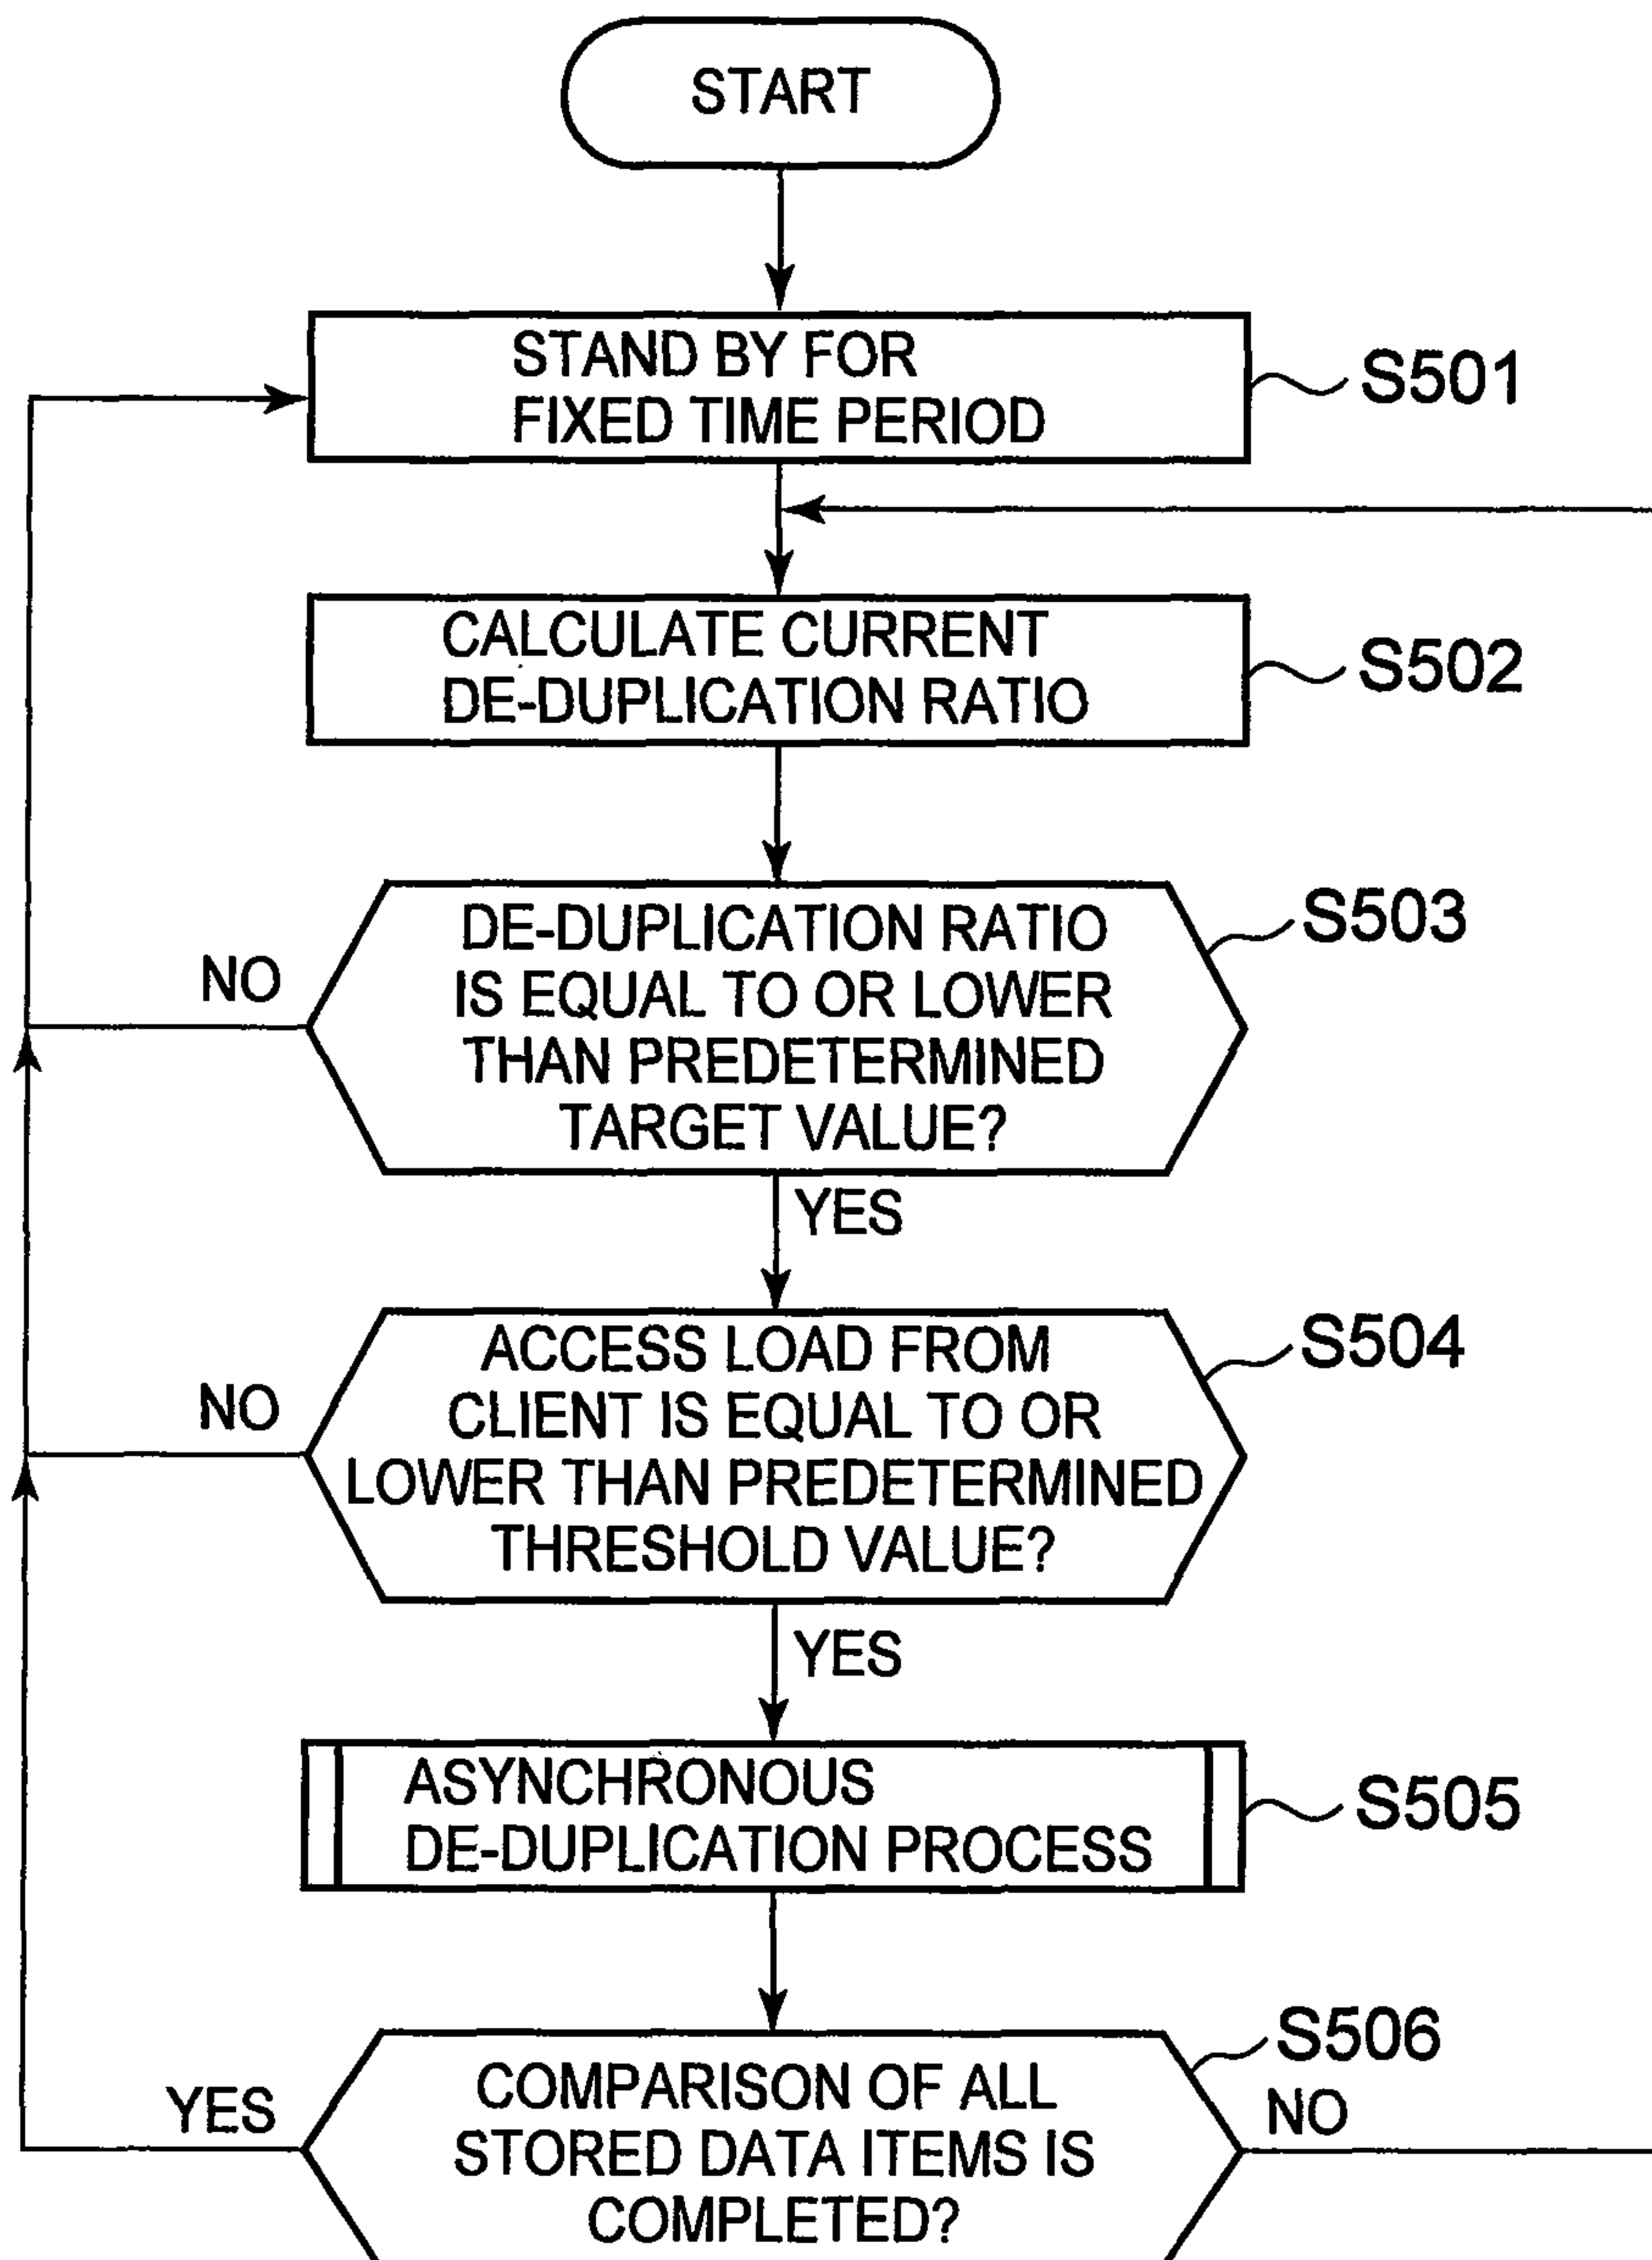 START
STAND BY FOR
FIXED TIME PERIOD
S501
CALCULATE CURRENT
DE-DUPLICATION RATIO
S502
DE-DUPLICATION RATIO
IS EQUAL TO OR LOWER
THAN PREDETERMINED
TARGET VALUE?
S503
NO
YES
ACCESS LOAD FROM
CLIENT IS EQUAL TO OR
LOWER THAN PREDETERMINED
THRESHOLD VALUE?
S504
NO
YES
ASYNCHRONOUS
DE-DUPLICATION PROCESS
S505
COMPARISON OF ALL
STORED DATA ITEMS IS
COMPLETED?
S506
YES
NO